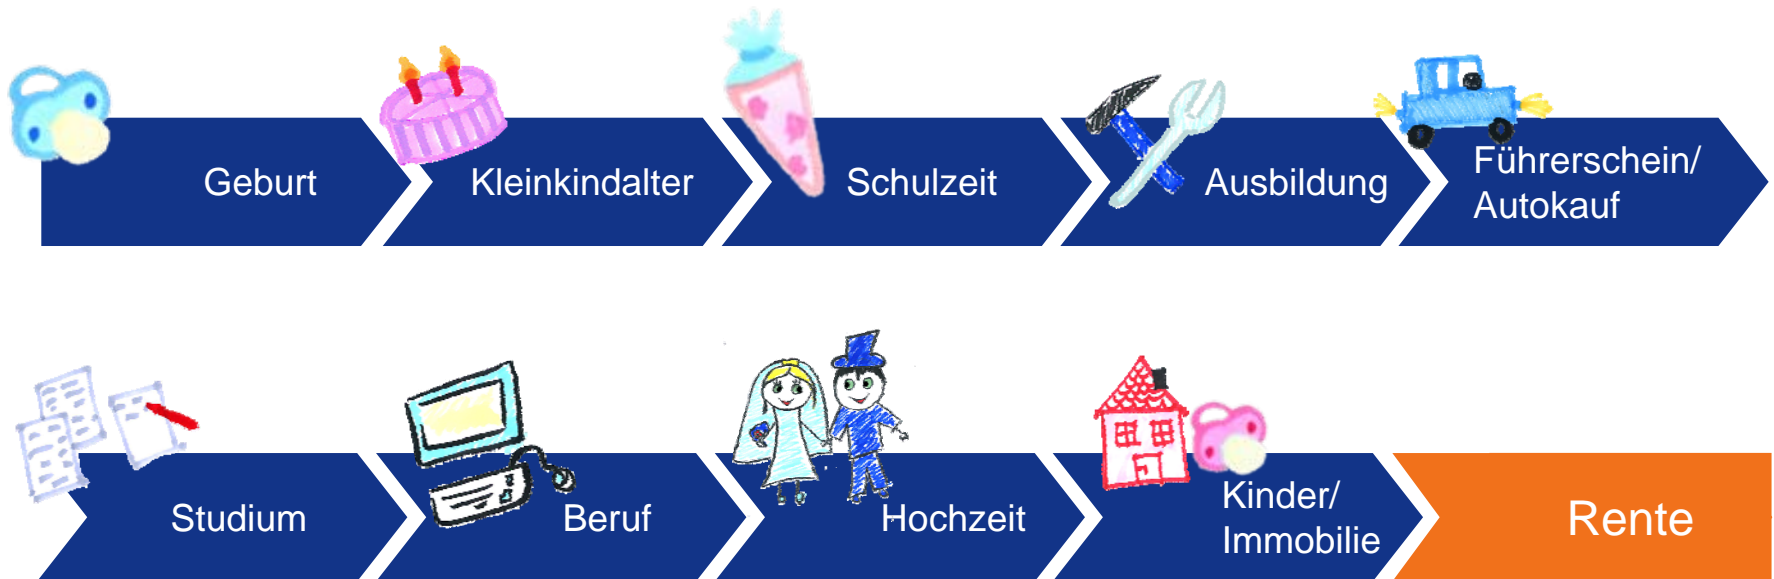 Geburt
Kleinkindalter
Schulzeit
Ausbildung
Führerschein/
Autokauf
Studium
Beruf
Hochzeit
Kinder/
Immobilie
Rente